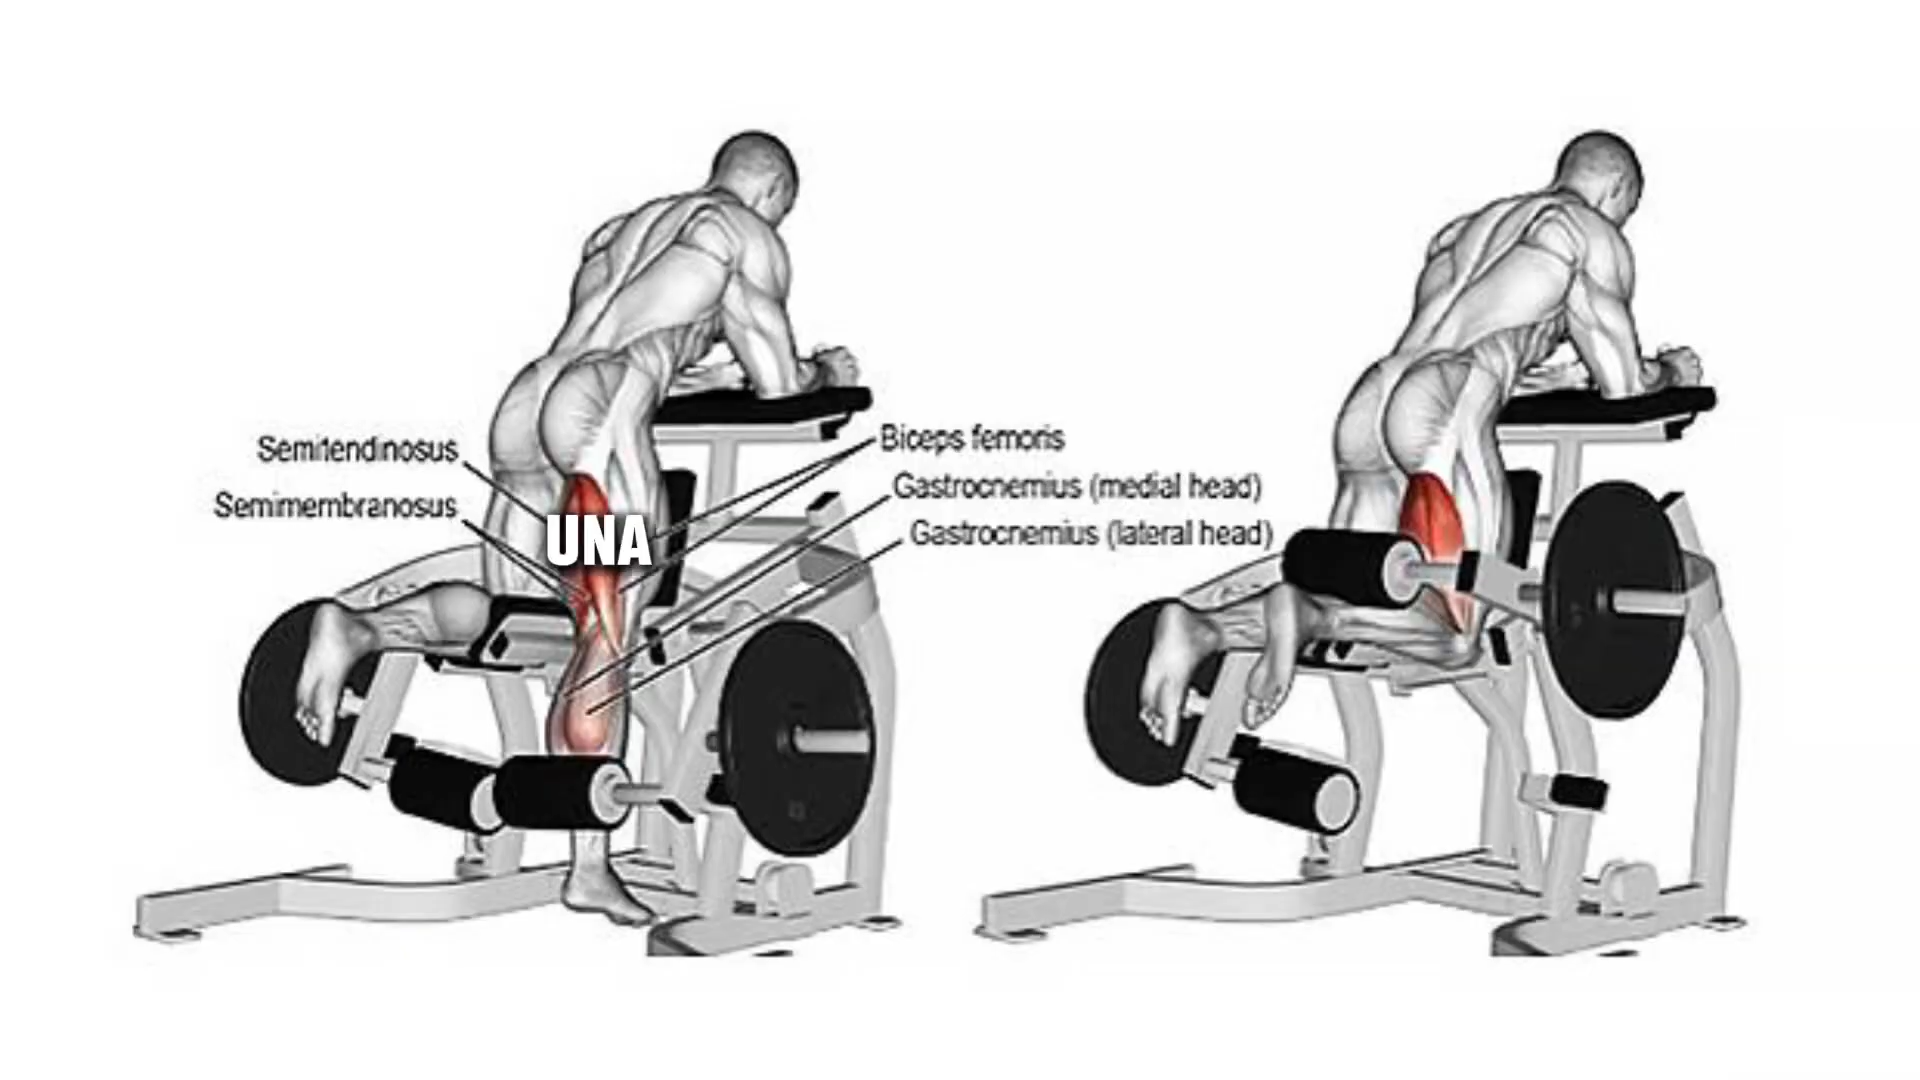 Semitendinosus
Semimembranosus
UNA
Biceps femoris
Gastrocnemius (medial head)
Gastrocnemius (lateral head)